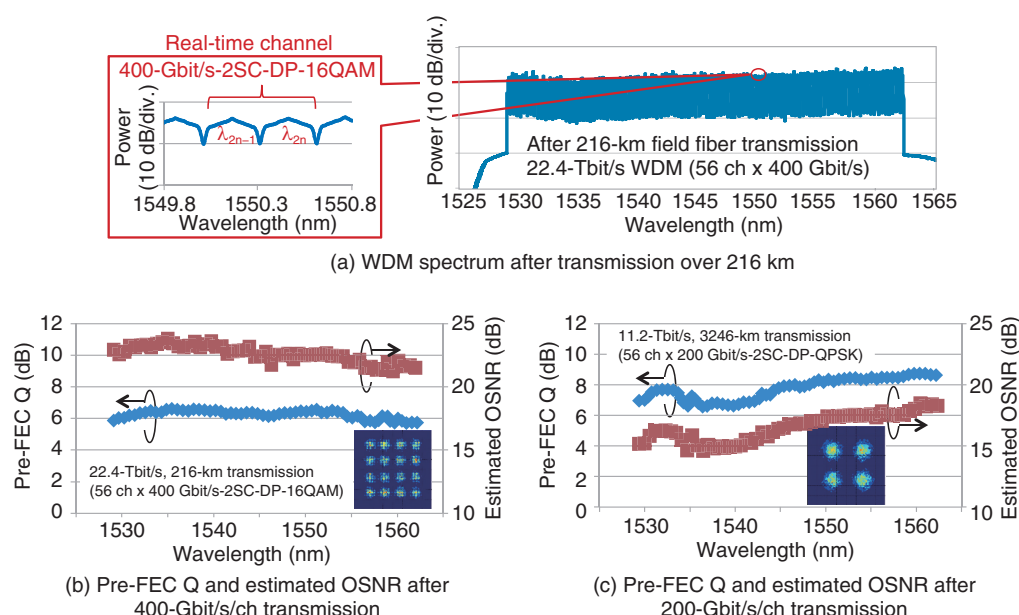 Real-time channel
400-Gbit/s-2SC-DP-16QAM
Power
(10 dB/div.)
λ2n−1
λ2n
1549.8
1550.3
1550.8
Wavelength (nm)
Power (10 dB/div.)
After 216-km field fiber transmission
22.4-Tbit/s WDM (56 ch x 400 Gbit/s)
1525 1530 1535 1540 1545 1550 1555 1560 1565
Wavelength (nm)
(a) WDM spectrum after transmission over 216 km
Pre-FEC Q (dB)
12
10
8
6
4
2
0
22.4-Tbit/s, 216-km transmission
(56 ch x 400 Gbit/s-2SC-DP-16QAM)
25
20
15
10
Estimated OSNR (dB)
1530 1540 1550 1560
Wavelength (nm)
(b) Pre-FEC Q and estimated OSNR after
400-Gbit/s/ch transmission
Pre-FEC Q (dB)
12
10
8
6
4
2
0
11.2-Tbit/s, 3246-km transmission
(56 ch x 200 Gbit/s-2SC-DP-QPSK)
25
20
15
10
Estimated OSNR (dB)
1530 1540 1550 1560
Wavelength (nm)
(c) Pre-FEC Q and estimated OSNR after
200-Gbit/s/ch transmission